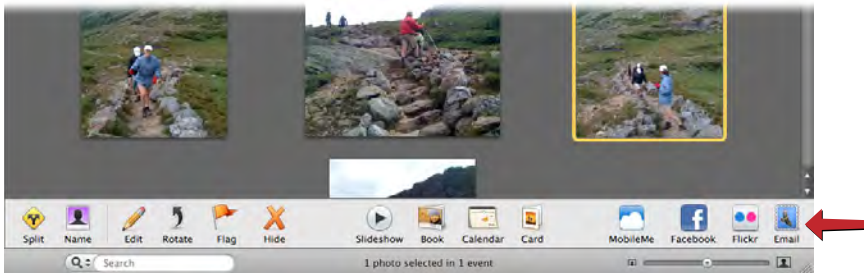 Split Name Edit Rotate Flag Hide Slideshow Book Calendar Card MobileMe Facebook Flickr Email
Search 1 photo selected in 1 event